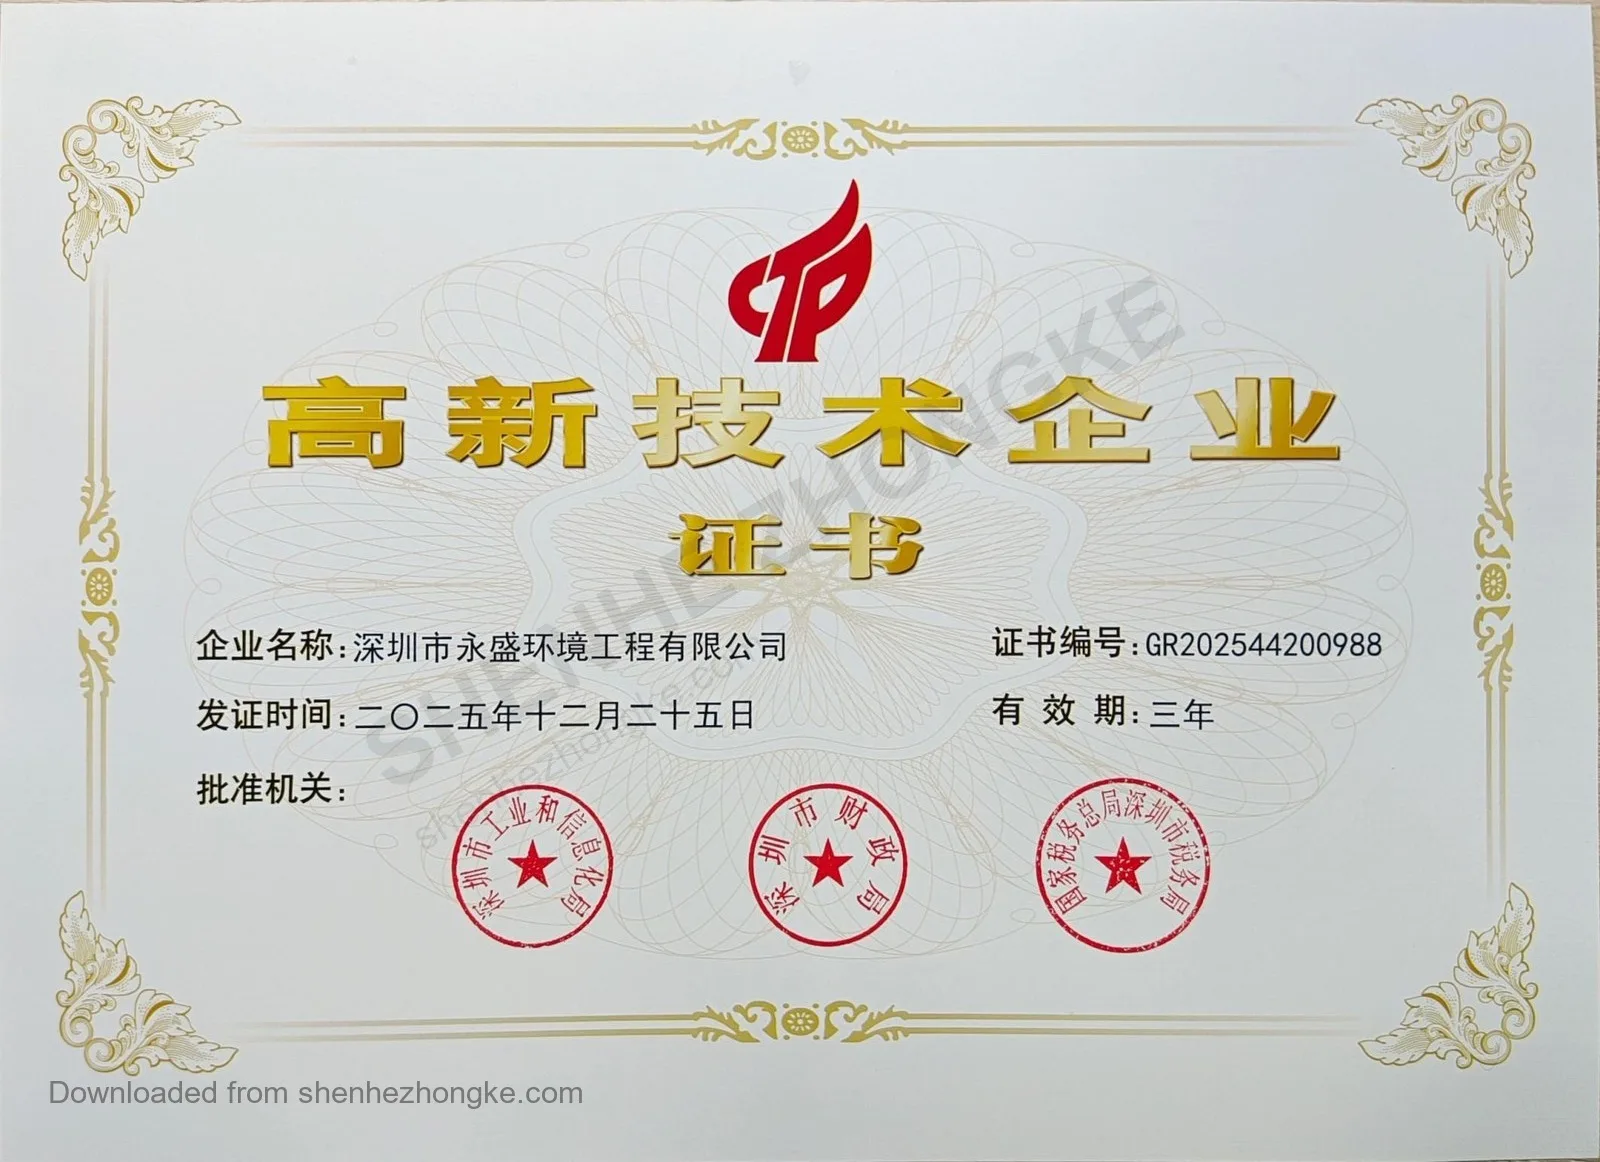 CTP
高新技术企业
证书
企业名称:深圳市永盛环境工程有限公司
证书编号:GR202544200988
发证时间:二〇二五年十二月二十五日
有效期:三年
批准机关:
深圳市工业和信息化局
深圳市财政局
国家税务总局深圳市税务局
SHENHEZHONGKE
shenhezhongke.com
Downloaded from shenhezhongke.com